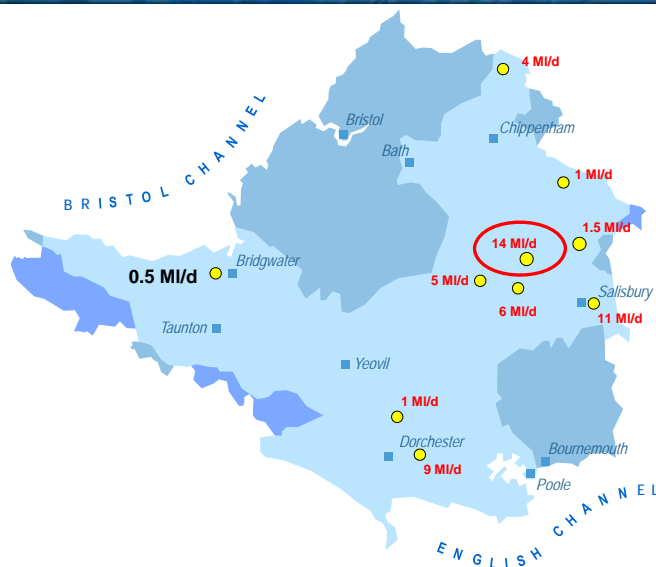 4 Ml/d
Bristol
Chippenham
Bath
BRISTOL CHANNEL
1 Ml/d
1.5 Ml/d
14 Ml/d
Bridgwater
0.5 Ml/d
5 Ml/d
Salisbury
6 Ml/d
11 Ml/d
Taunton
Yeovil
1 Ml/d
Dorchester
9 Ml/d
Bournemouth
Poole
ENGLISH CHANNEL